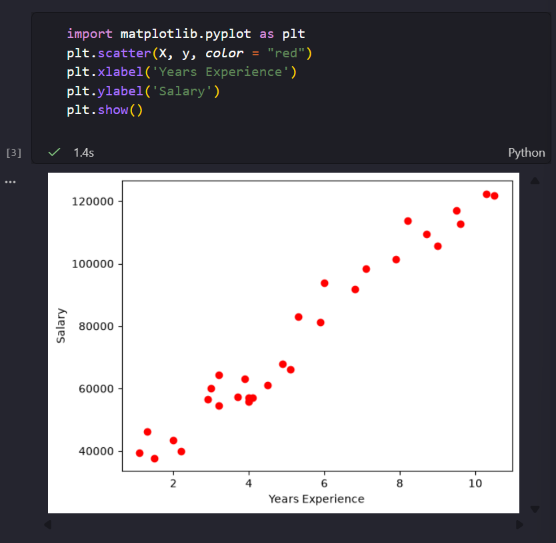 import matplotlib.pyplot as plt
plt.scatter(X, y, color = "red")
plt.xlabel('Years Experience')
plt.ylabel('Salary')
plt.show()
[3] 1.4s Python
...
120000
100000
80000
60000
40000
Salary
2 4 6 8 10
Years Experience